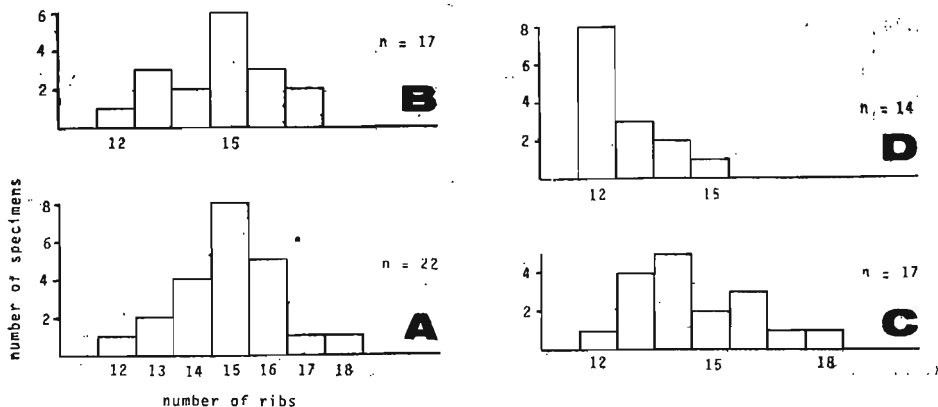 6
4
2
n = 17
B
12 15
8
6
4
2
n = 14
D
12 15
number of specimens
8
6
4
2
n = 22
A
12 13 14 15 16 17 18
number of ribs
4
2
n = 17
C
12 15 18